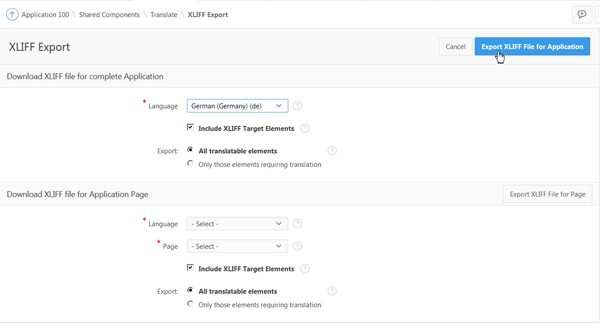 Application 100 \ Shared Components \ Translate \ XLIFF Export
XLIFF Export
Cancel
Export XLIFF File for Application
Download XLIFF file for complete Application
* Language German (Germany) (de) ?
Include XLIFF Target Elements ?
Export: All translatable elements ?
Only those elements requiring translation
Download XLIFF file for Application Page
Export XLIFF File for Page
* Language - Select - ?
* Page - Select - ?
Include XLIFF Target Elements ?
Export: All translatable elements ?
Only those elements requiring translation